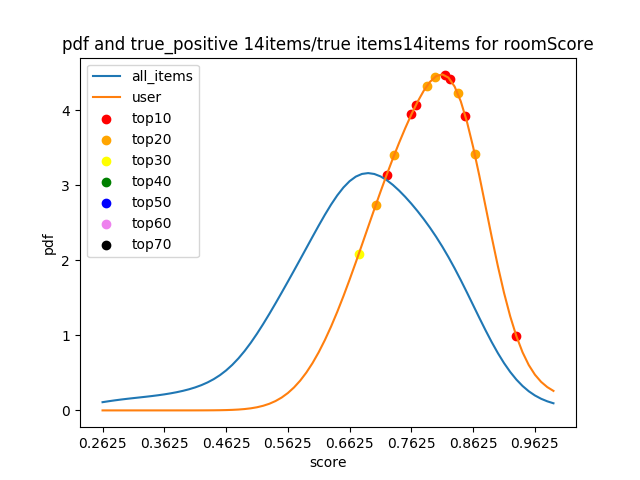 pdf and true_positive 14items/true items14items for roomScore
all_items
user
top10
top20
top30
top40
top50
top60
top70
pdf
4
3
2
1
0
0.2625 0.3625 0.4625 0.5625 0.6625 0.7625 0.8625 0.9625
score